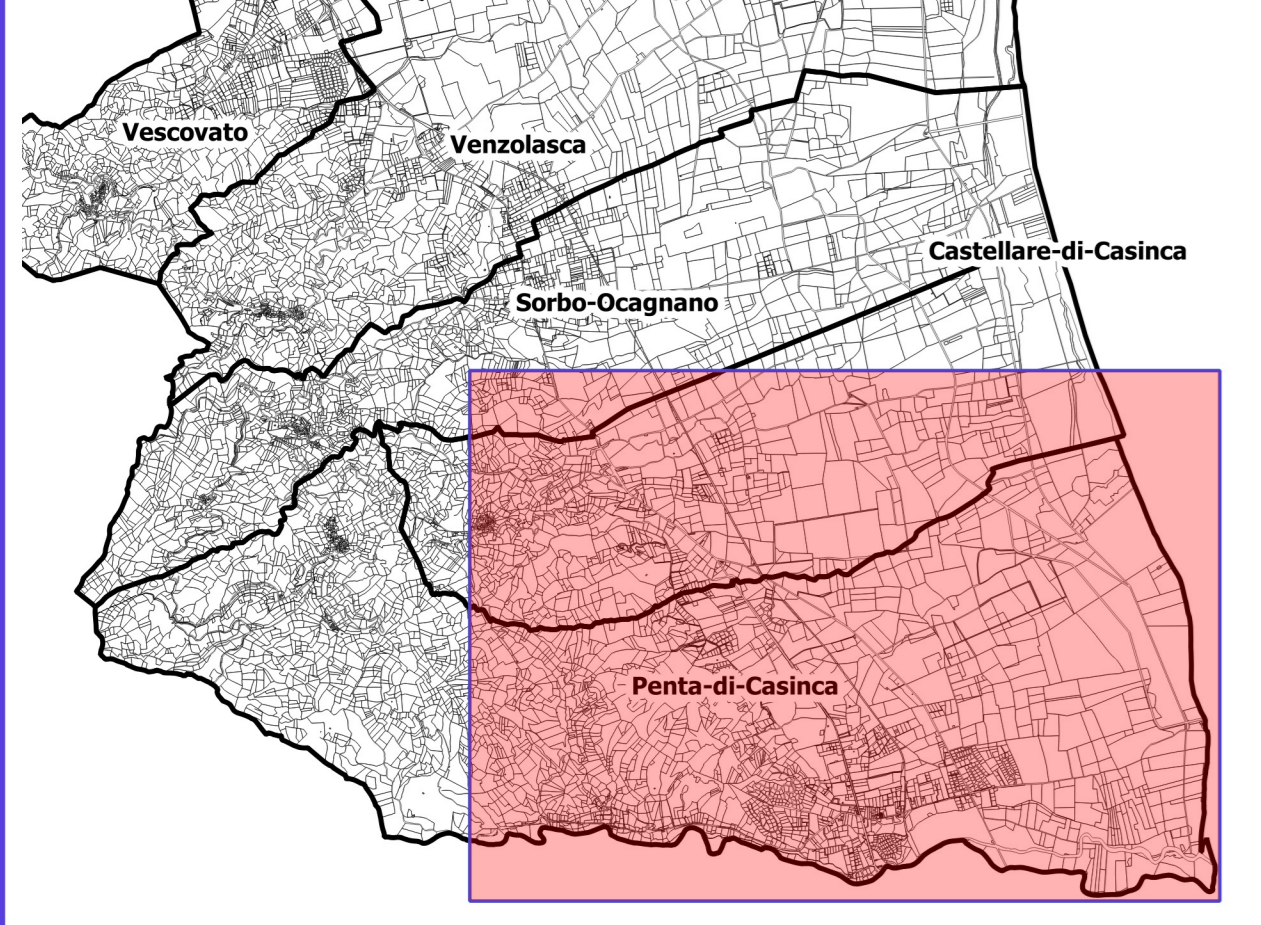 Vescovato
Venzolasca
Castellare-di-Casinca
Sorbo-Ocagnano
Penta-di-Casinca